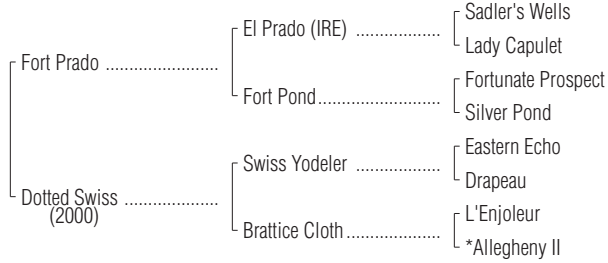 Sadler's Wells
El Prado (IRE) ..................
Lady Capulet
Fort Prado ........................
Fortunate Prospect
Fort Pond..........................
Silver Pond
Eastern Echo
Swiss Yodeler ..................
Drapeau
Dotted Swiss ....................
(2000)
L'Enjoleur
Brattice Cloth....................
*Allegheny II